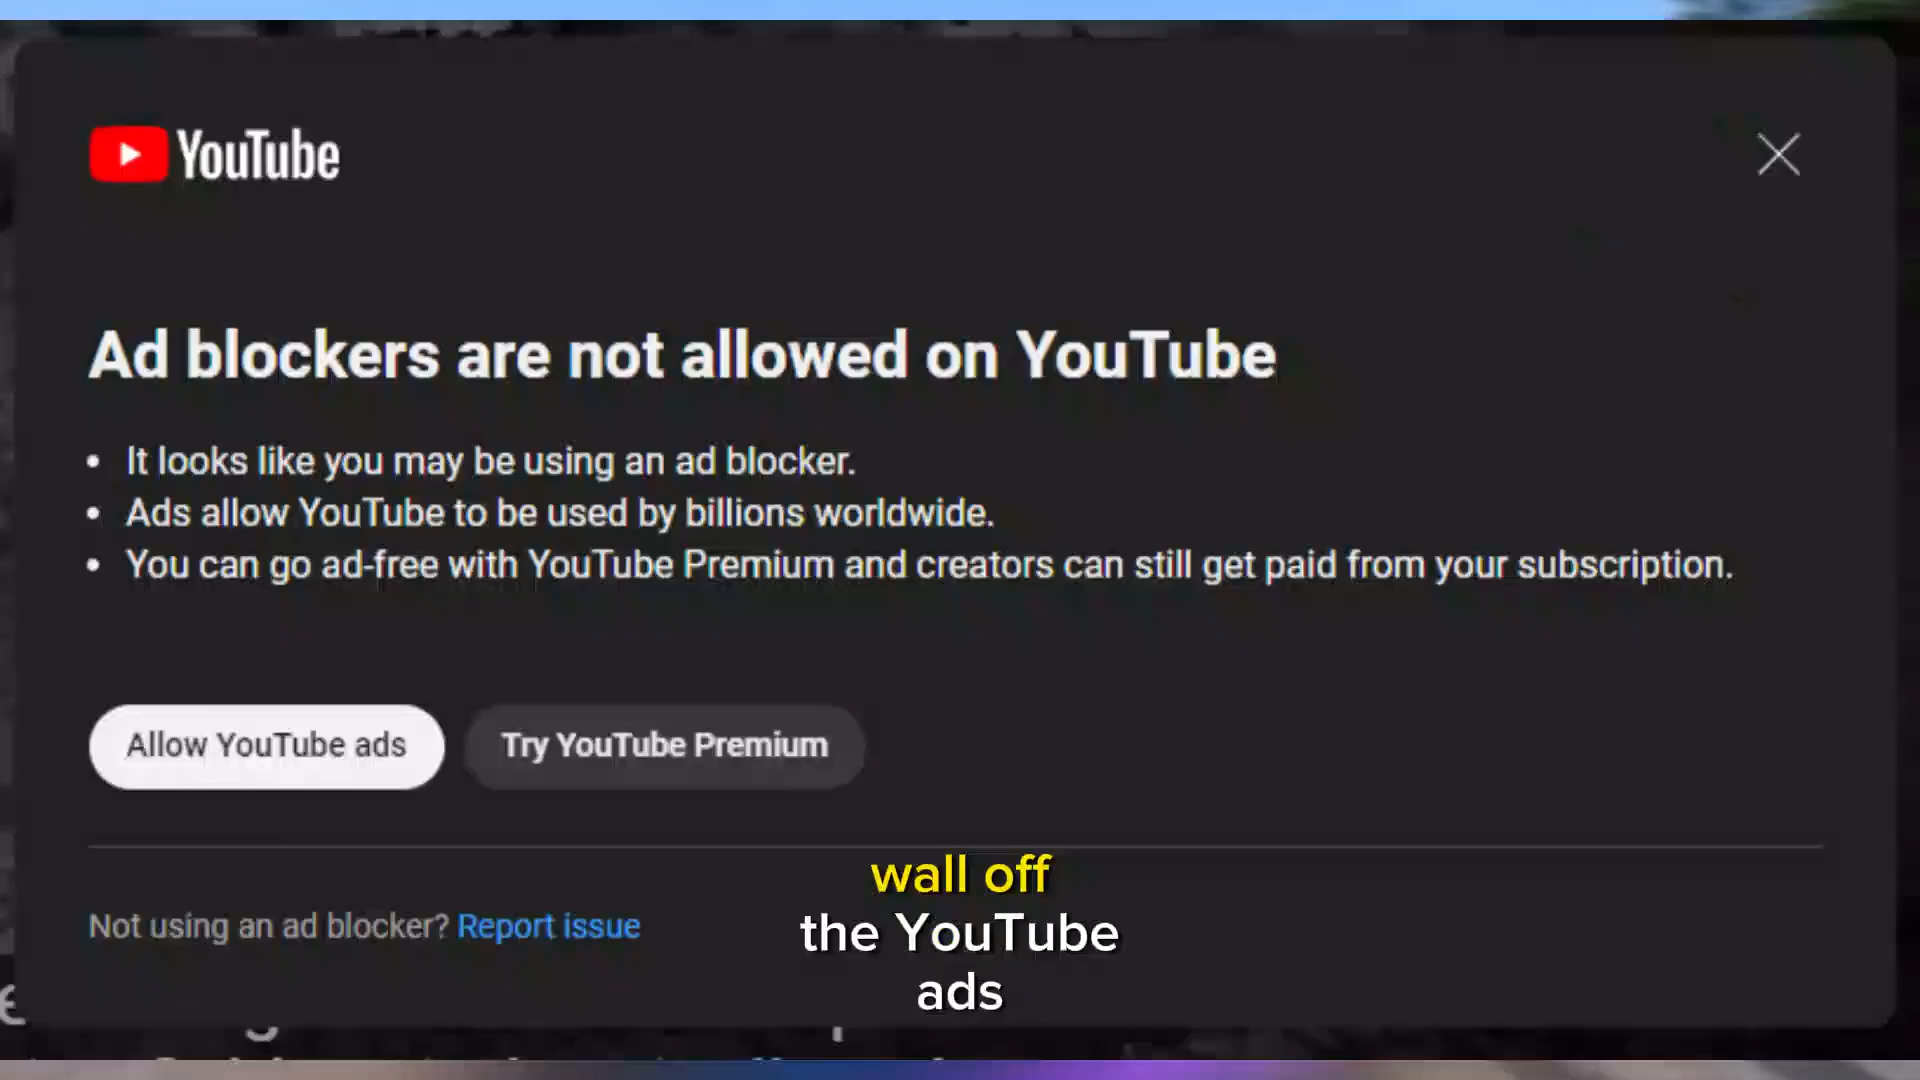 YouTube
Ad blockers are not allowed on YouTube
• It looks like you may be using an ad blocker.
• Ads allow YouTube to be used by billions worldwide.
• You can go ad-free with YouTube Premium and creators can still get paid from your subscription.
Allow YouTube ads
Try YouTube Premium
Not using an ad blocker? Report issue
wall off
the YouTube
ads